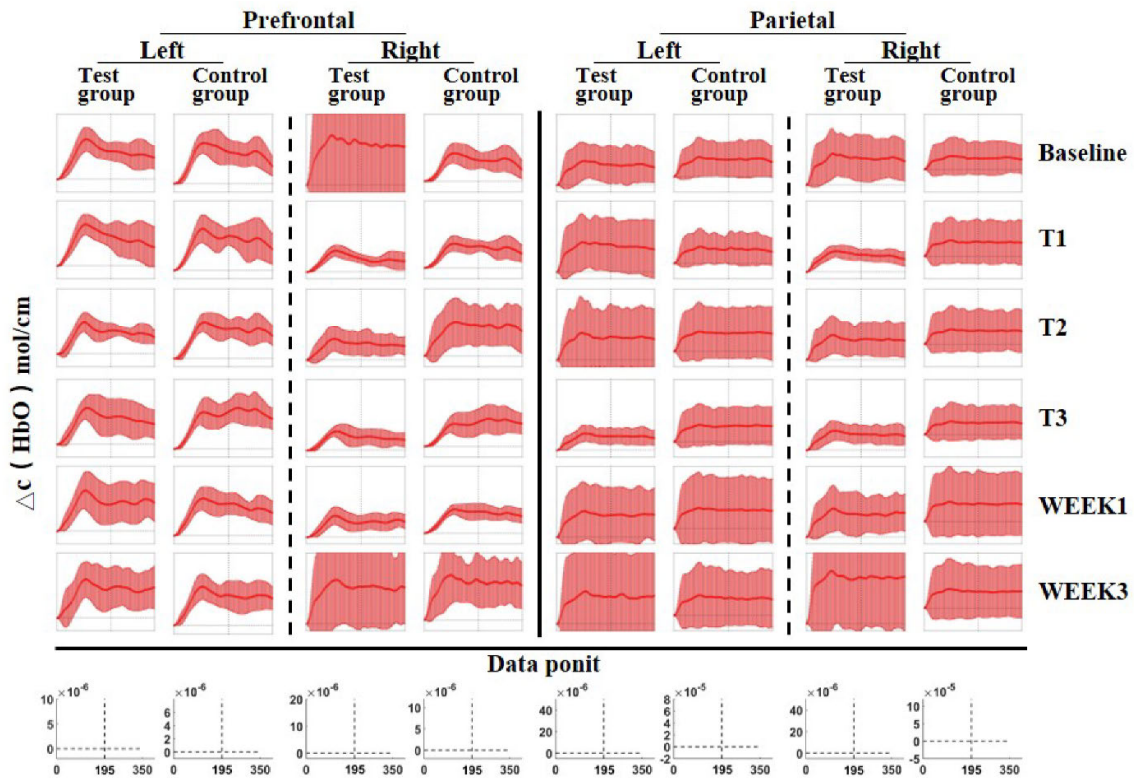 Prefrontal Parietal
Left Right Left Right
Test group Control group Test group Control group Test group Control group Test group Control group
Baseline
T1
T2
T3
WEEK1
WEEK3
△c ( HbO ) mol/cm
Data ponit
×10-6 ×10-6 ×10-6 ×10-6 ×10-6 ×10-5 ×10-6 ×10-5
10 5 0 0 195 350
6 4 2 0 0 195 350
20 10 0 0 195 350
10 5 0 0 195 350
40 20 0 0 195 350
8 6 4 2 0 -2 0 195 350
40 20 0 0 195 350
10 5 0 -5 0 195 350